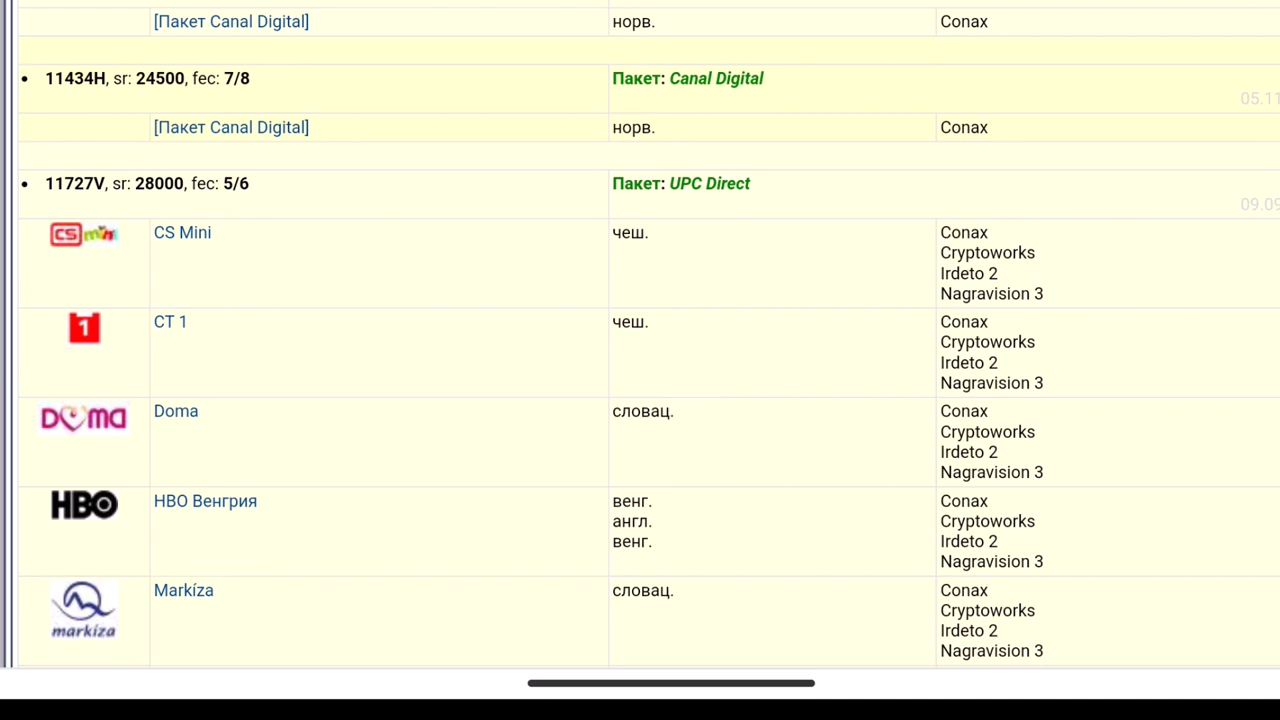 [Пакет Canal Digital] норв. Conax
11434H, sr: 24500, fec: 7/8 Пакет: Canal Digital
05.11
[Пакет Canal Digital] норв. Conax
11727V, sr: 28000, fec: 5/6 Пакет: UPC Direct
09.09
CS mini CS Mini чеш. Conax
Cryptoworks
Irdeto 2
Nagravision 3
1 CT 1 чеш. Conax
Cryptoworks
Irdeto 2
Nagravision 3
DOMA Doma словац. Conax
Cryptoworks
Irdeto 2
Nagravision 3
HBO HBO Венгрия венг. Conax
англ. Cryptoworks
венг. Irdeto 2
Nagravision 3
markíza Markíza словац. Conax
Cryptoworks
Irdeto 2
Nagravision 3